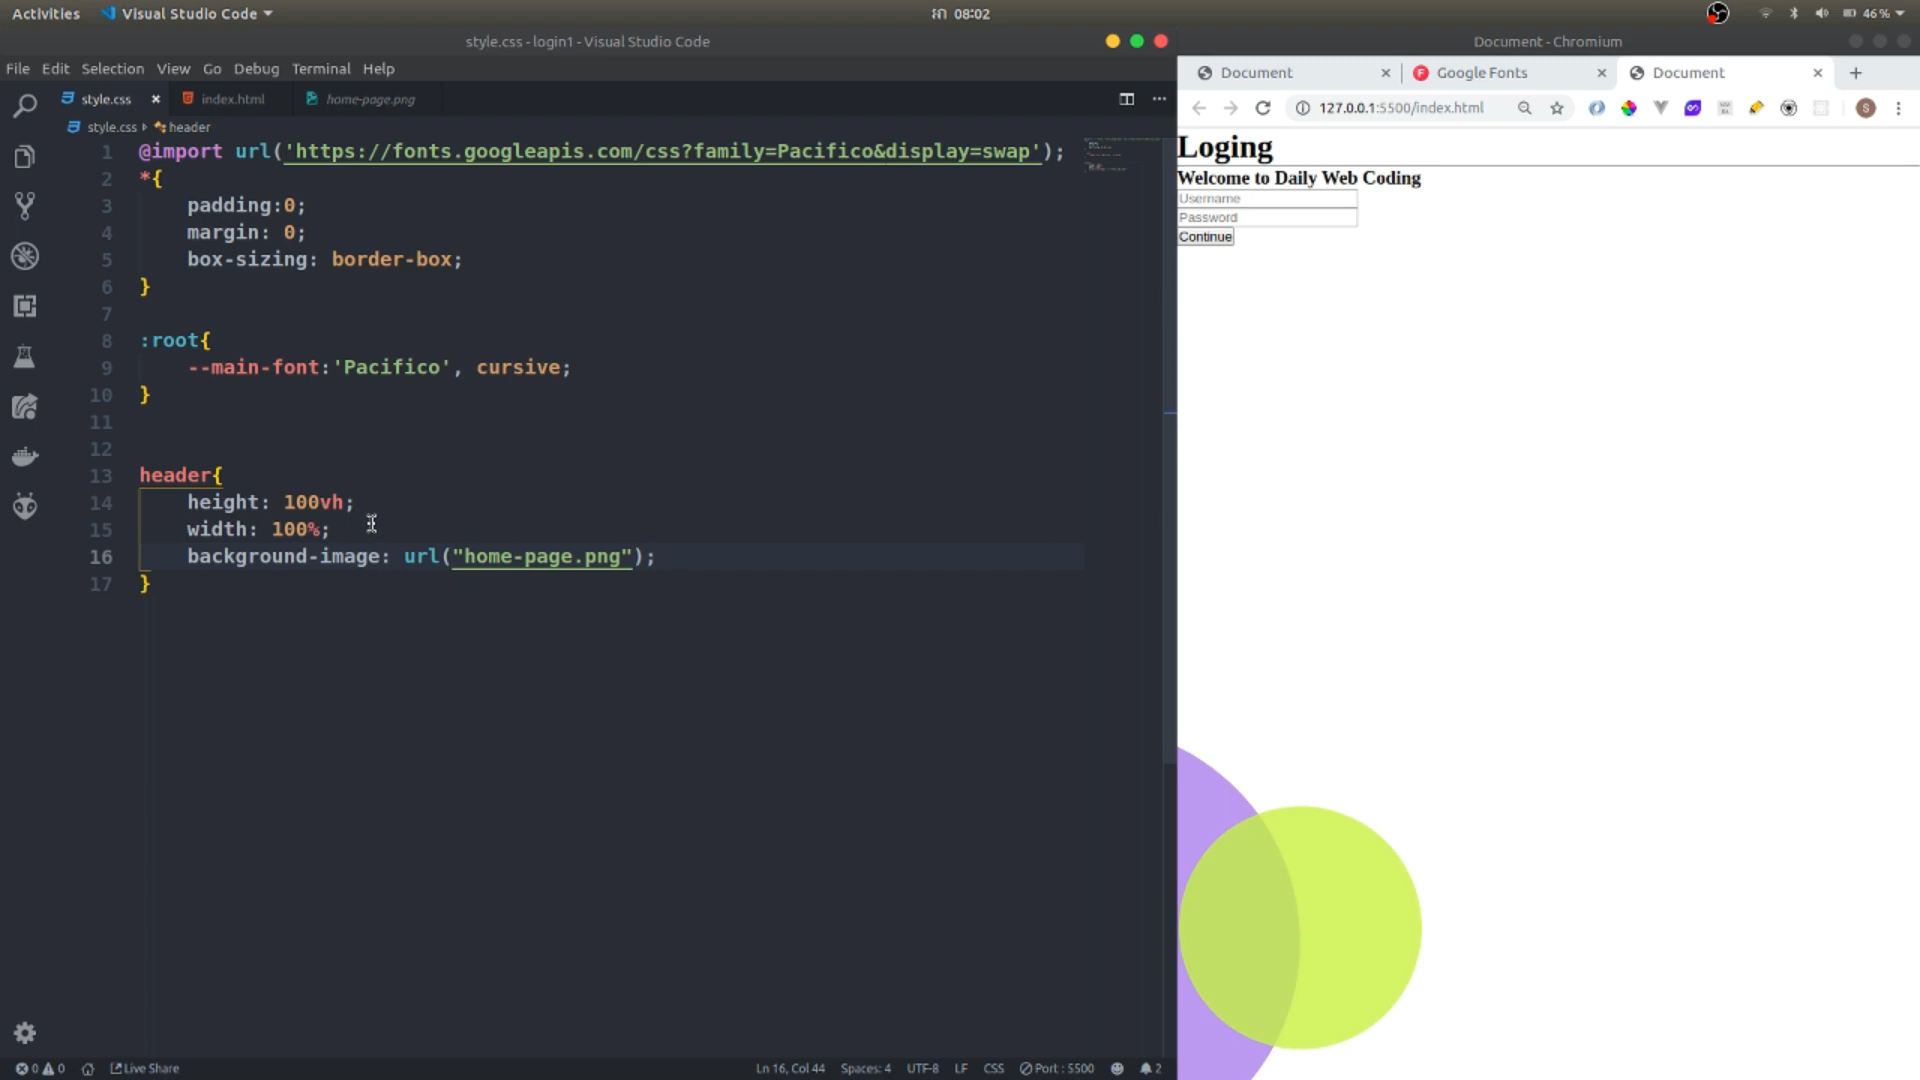 Activities
Visual Studio Code
08:02
46%
style.css - login1 - Visual Studio Code
Document - Chromium
File Edit Selection View Go Debug Terminal Help
Document
Google Fonts
Document
style.css
index.html
home-page.png
127.0.0.1:5500/index.html
S
style.css
header
1 @import url('https://fonts.googleapis.com/css?family=Pacifico&display=swap');
2 *{
3 padding:0;
4 margin: 0;
5 box-sizing: border-box;
6 }
7
8 :root{
9 --main-font:'Pacifico', cursive;
10 }
11
12
13 header{
14 height: 100vh;
15 width: 100%;
16 background-image: url("home-page.png");
17 }
Loging
Welcome to Daily Web Coding
Username
Password
Continue
0 0
Live Share
Ln 16, Col 44
Spaces: 4
UTF-8
LF
CSS
Port : 5500
2